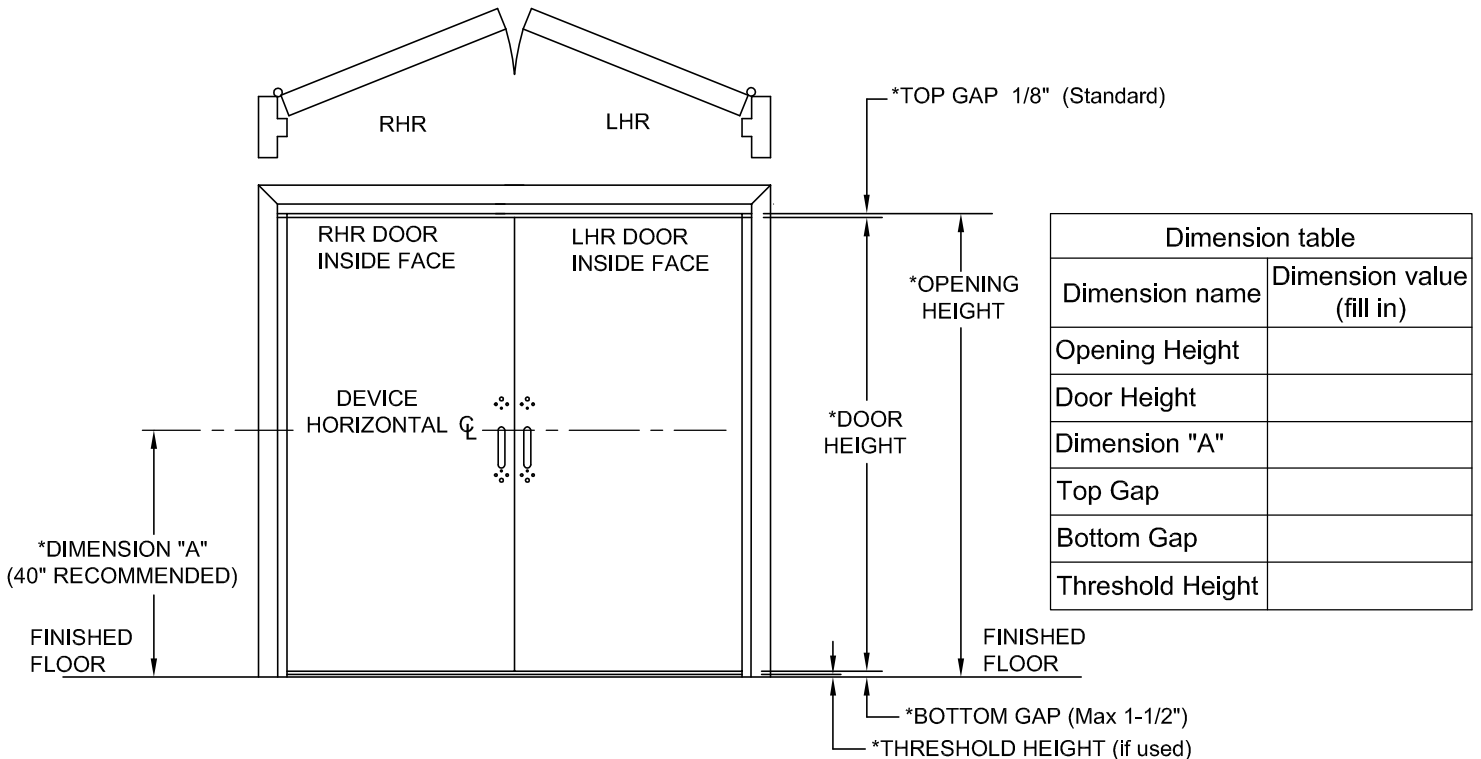 RHR
LHR
*TOP GAP 1/8" (Standard)
RHR DOOR
INSIDE FACE
LHR DOOR
INSIDE FACE
*OPENING
HEIGHT
DEVICE
HORIZONTAL ℄
*DOOR
HEIGHT
*DIMENSION "A"
(40" RECOMMENDED)
FINISHED
FLOOR
FINISHED
FLOOR
*BOTTOM GAP (Max 1-1/2")
*THRESHOLD HEIGHT (if used)
Dimension table
Dimension name
Dimension value
(fill in)
Opening Height
Door Height
Dimension "A"
Top Gap
Bottom Gap
Threshold Height